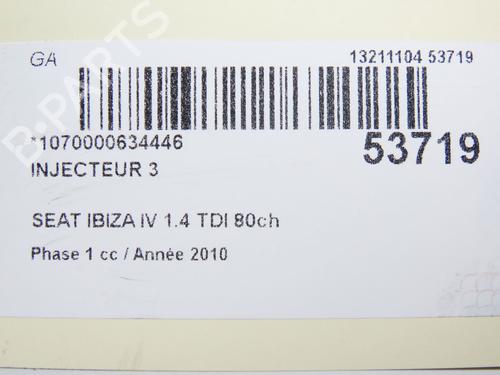 GA
13211104 53719
*1070000634446
53719
INJECTEUR 3
SEAT IBIZA IV 1.4 TDI 80ch
Phase 1 cc / Année 2010
B-PARTS